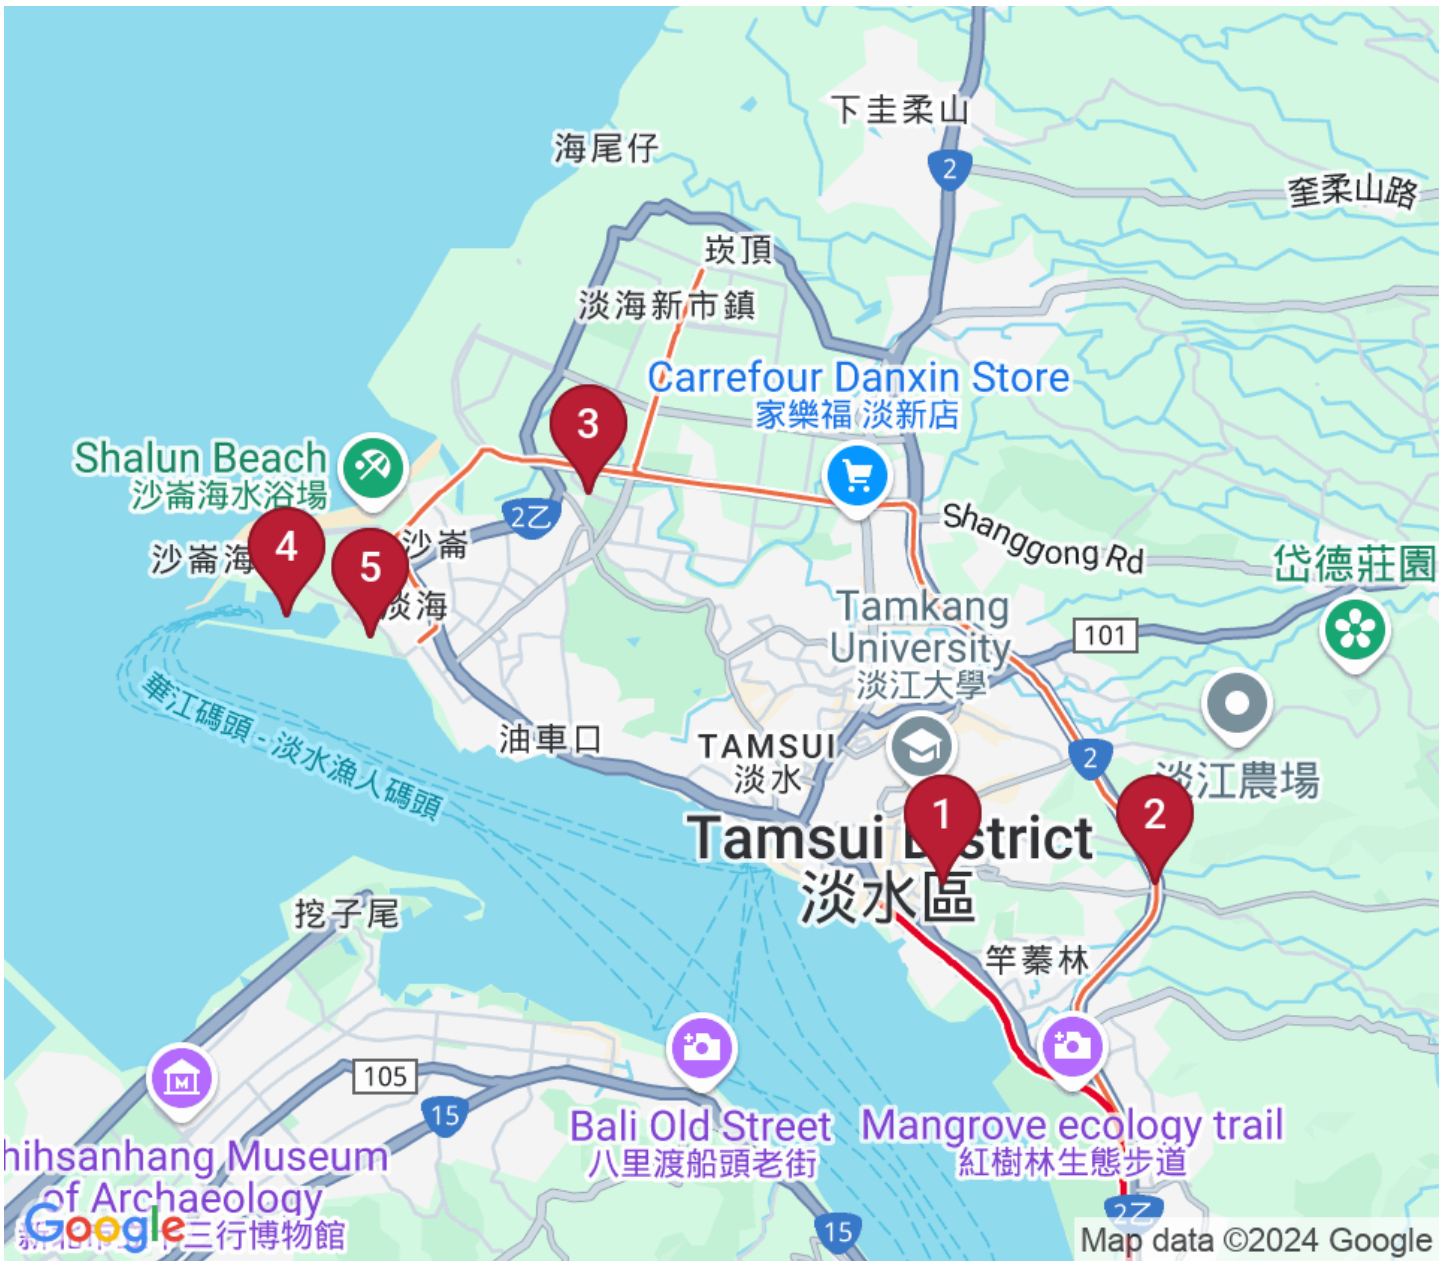 下圭柔山
海尾仔
2
奎柔山路
崁頂
淡海新市鎮
Carrefour Danxin Store
家樂福 淡新店
3
Shalun Beach
沙崙海水浴場
2乙
Shanggong Rd
4
沙崙海
5
沙崙
岱德莊園
淡海
Tamkang
University
淡江大學
101
華江碼頭 - 淡水漁人碼頭
油車口
TAMSUI
淡水
2
淡江農場
1
2
Tamsui District
淡水區
挖子尾
竿蓁林
105
15
Bali Old Street
八里渡船頭老街
Mangrove ecology trail
紅樹林生態步道
hihsanhang Museum
of Archaeology
三行博物館
Google
2乙
15
Map data ©2024 Google